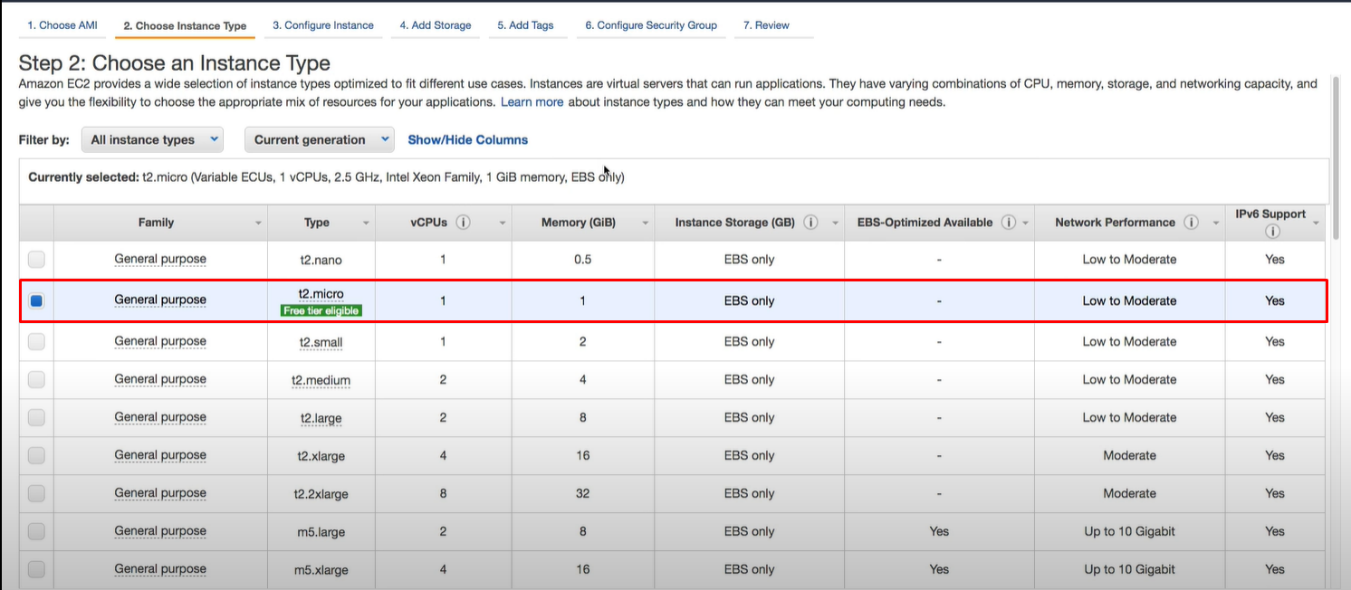 1. Choose AMI 2. Choose Instance Type 3. Configure Instance 4. Add Storage 5. Add Tags 6. Configure Security Group 7. Review
Step 2: Choose an Instance Type
Amazon EC2 provides a wide selection of instance types optimized to fit different use cases. Instances are virtual servers that can run applications. They have varying combinations of CPU, memory, storage, and networking capacity, and
give you the flexibility to choose the appropriate mix of resources for your applications. Learn more about instance types and how they can meet your computing needs.
Filter by: All instance types Current generation Show/Hide Columns
Currently selected: t2.micro (Variable ECUs, 1 vCPUs, 2.5 GHz, Intel Xeon Family, 1 GiB memory, EBS only)
Family Type vCPUs Memory (GiB) Instance Storage (GB) EBS-Optimized Available Network Performance IPv6 Support
General purpose t2.nano 1 0.5 EBS only - Low to Moderate Yes
General purpose t2.micro 1 1 EBS only - Low to Moderate Yes
Free tier eligible
General purpose t2.small 1 2 EBS only - Low to Moderate Yes
General purpose t2.medium 2 4 EBS only - Low to Moderate Yes
General purpose t2.large 2 8 EBS only - Low to Moderate Yes
General purpose t2.xlarge 4 16 EBS only - Moderate Yes
General purpose t2.2xlarge 8 32 EBS only - Moderate Yes
General purpose m5.large 2 8 EBS only Yes Up to 10 Gigabit Yes
General purpose m5.xlarge 4 16 EBS only Yes Up to 10 Gigabit Yes